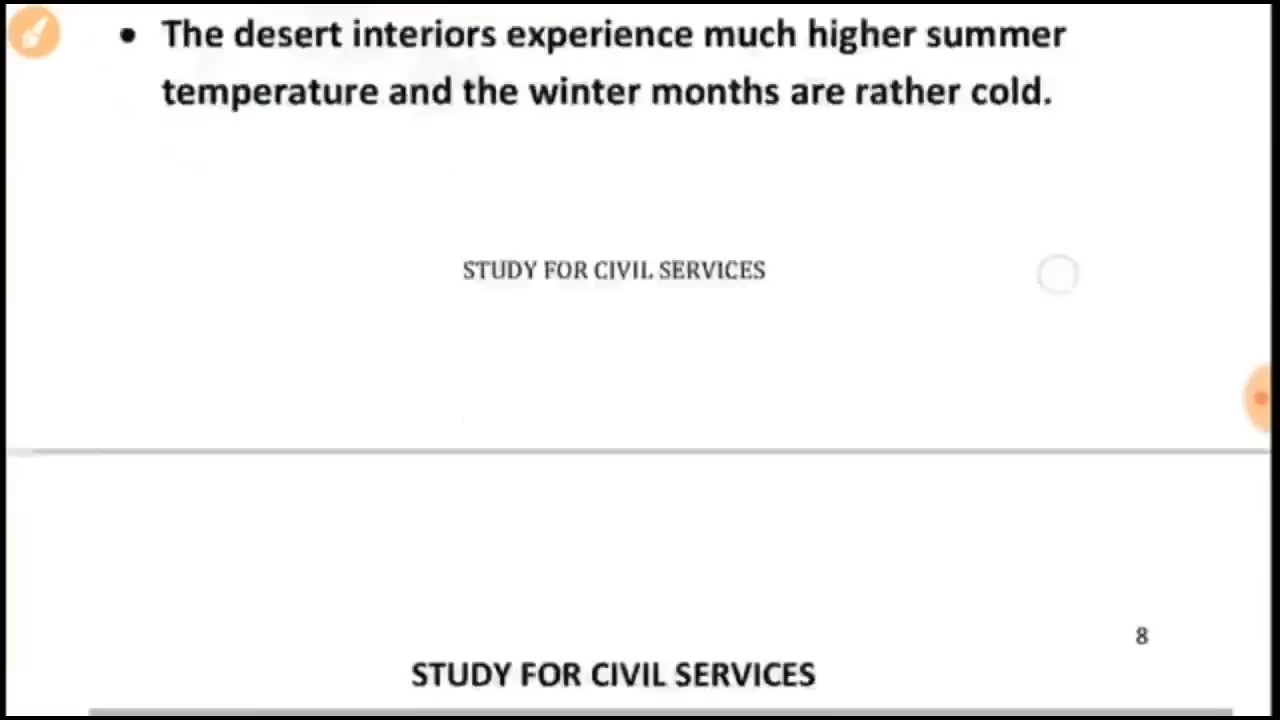 • The desert interiors experience much higher summer
temperature and the winter months are rather cold.
STUDY FOR CIVIL SERVICES
8
STUDY FOR CIVIL SERVICES